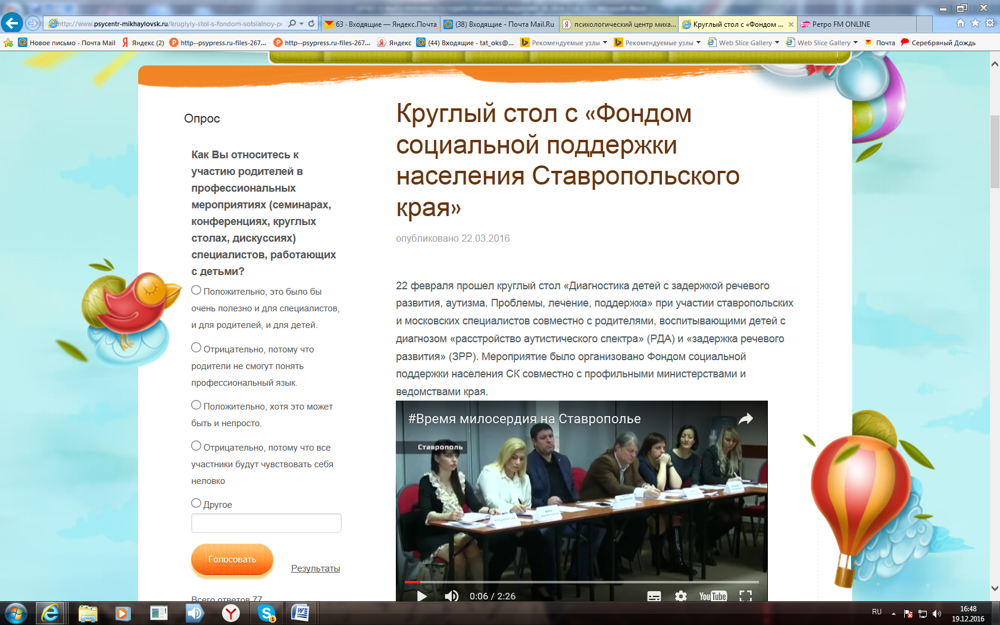 http://www.psycentr-mikhaylovsk.ru/kruglyiy-stol-s-fondom-sotsialnoy-po
63 · Входящие — Яндекс.Почта
(38) Входящие - Почта Mail.Ru
психологический центр миха...
Круглый стол с «Фондом ...
Ретро FM ONLINE
Новое письмо - Почта Mail
Яндекс (2)
http--psypress.ru-files-267...
http--psypress.ru-files-267...
Яндекс
(44) Входящие - tat_oks@...
Рекомендуемые узлы
Рекомендуемые узлы
Web Slice Gallery
Web Slice Gallery
Почта
Серебряный Дождь
Опрос
Как Вы относитесь к
участию родителей в
профессиональных
мероприятиях (семинарах,
конференциях, круглых
столах, дискуссиях)
специалистов, работающих
с детьми?
Положительно, это было бы
очень полезно и для специалистов,
и для родителей, и для детей.
Отрицательно, потому что
родители не смогут понять
профессиональный язык.
Положительно, хотя это может
быть и непросто.
Отрицательно, потому что все
участники будут чувствовать себя
неловко
Другое
Голосовать
Результаты
Всего ответов 77
Круглый стол с «Фондом
социальной поддержки
населения Ставропольского
края»
опубликовано 22.03.2016
22 февраля прошел круглый стол «Диагностика детей с задержкой речевого
развития, аутизма. Проблемы, лечение, поддержка» при участии ставропольских
и московских специалистов совместно с родителями, воспитывающими детей с
диагнозом «расстройство аутистического спектра» (РДА) и «задержка речевого
развития» (ЗРР). Мероприятие было организовано Фондом социальной
поддержки населения СК совместно с профильными министерствами и
ведомствами края.
#Время милосердия на Ставрополье
Ставрополь
0:06 / 2:26
YouTube
RU
16:48
19.12.2016